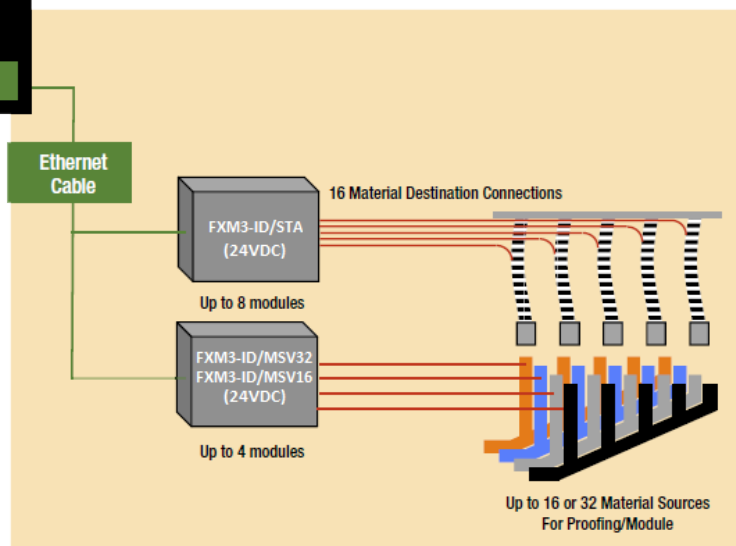 Ethernet
Cable
16 Material Destination Connections
FXM3-ID/STA
(24VDC)
Up to 8 modules
FXM3-ID/MSV32
FXM3-ID/MSV16
(24VDC)
Up to 4 modules
Up to 16 or 32 Material Sources
For Proofing/Module